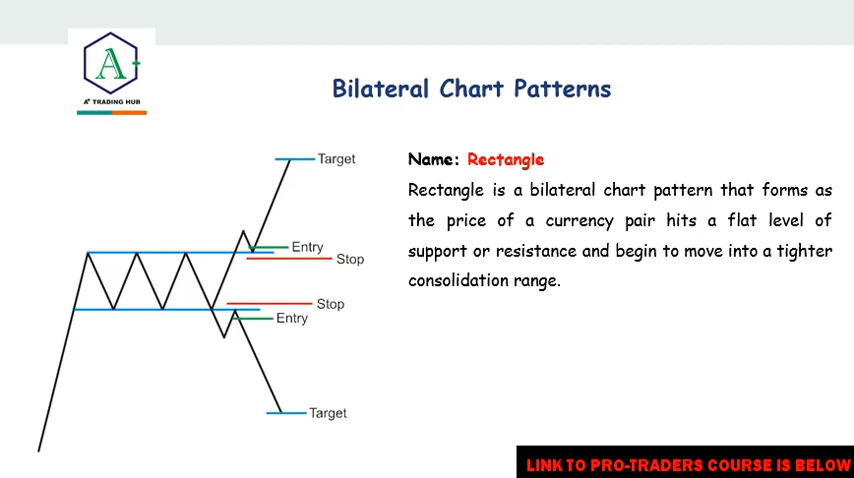 A+
A+ TRADING HUB
Bilateral Chart Patterns
Name: Rectangle
Rectangle is a bilateral chart pattern that forms as
the price of a currency pair hits a flat level of
support or resistance and begin to move into a tighter
consolidation range.
Target
Entry
Stop
Stop
Entry
Target
LINK TO PRO-TRADERS COURSE IS BELOW